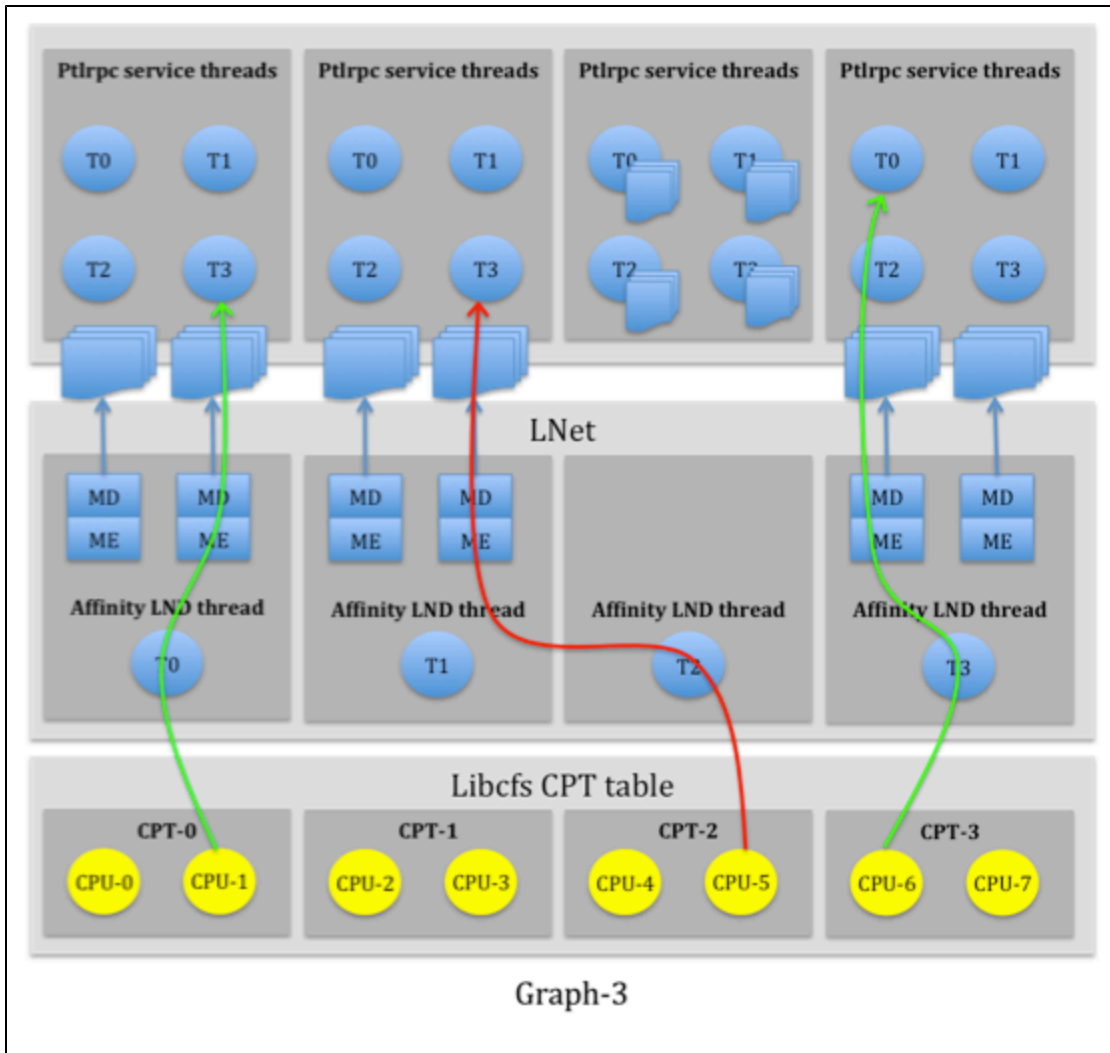 Ptlrpc service threads Ptlrpc service threads Ptlrpc service threads Ptlrpc service threads
T0 T1 T0 T1 T0 T1 T0 T1
T2 T3 T2 T3 T2 T3 T2 T3
LNet
MD MD MD MD MD MD
ME ME ME ME ME ME
Affinity LND thread Affinity LND thread Affinity LND thread Affinity LND thread
T0 T1 T2 T3
Libcfs CPT table
CPT-0 CPT-1 CPT-2 CPT-3
CPU-0 CPU-1 CPU-2 CPU-3 CPU-4 CPU-5 CPU-6 CPU-7
Graph-3